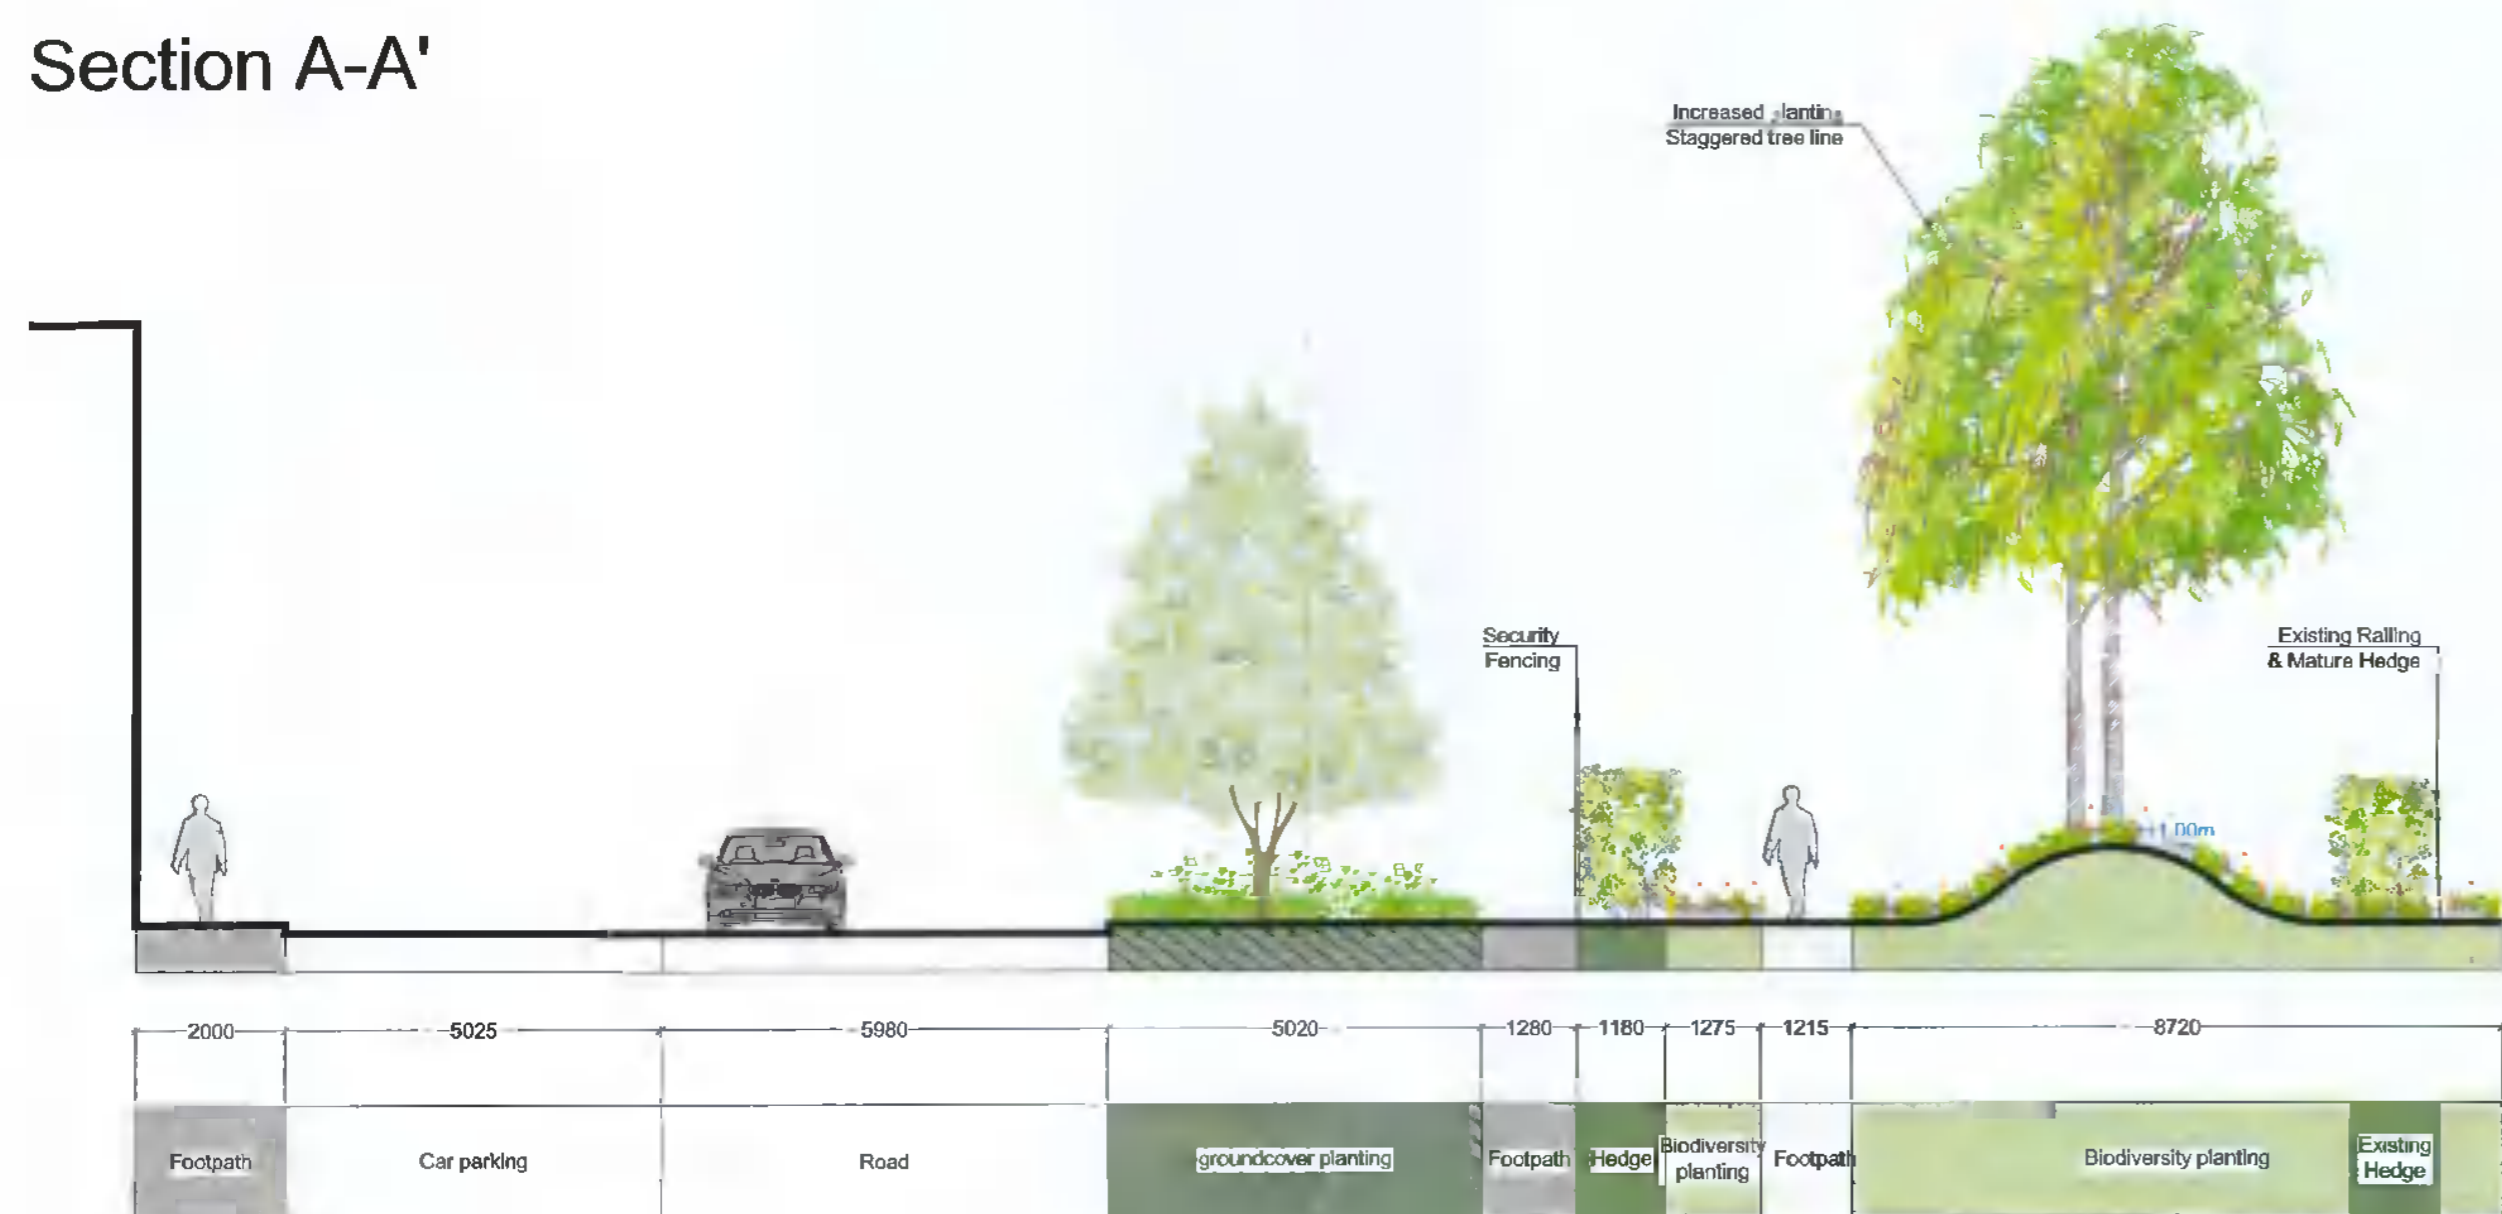 Section A-A'
Increased planting
Staggered tree line
Security
Fencing
Existing Railing
& Mature Hedge
+1.00m
2000 5025 5980 5020 1280 1180 1275 1215 8720
Footpath Car parking Road groundcover planting Footpath Hedge Biodiversity planting Footpath Biodiversity planting Existing Hedge